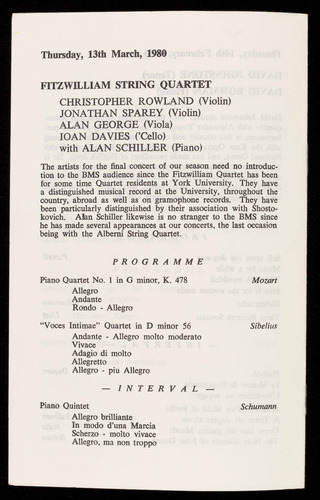 Thursday, 13th March, 1980
FITZWILLIAM STRING QUARTET
CHRISTOPHER ROWLAND (Violin)
JONATHAN SPAREY (Violin)
ALAN GEORGE (Viola)
IOAN DAVIES ('Cello)
with ALAN SCHILLER (Piano)
The artists for the final concert of our season need no introduc-
tion to the BMS audience since the Fitzwilliam Quartet has been
for some time Quartet residents at York University. They have
a distinguished musical record at the University, throughout the
country, abroad as well as on gramophone records. They have
been particularly distinguished by their association with Shosto-
kovich. Alan Schiller likewise is no stranger to the BMS since
he has made several appearances at our concerts, the last occasion
being with the Alberni String Quartet.
PROGRAMME
Piano Quartet No. 1 in G minor, K. 478 Mozart
Allegro
Andante
Rondo - Allegro
"Voces Intimae" Quartet in D minor 56 Sibelius
Andante - Allegro molto moderato
Vivace
Adagio di molto
Allegretto
Allegro - piu Allegro
— INTERVAL —
Piano Quintet Schumann
Allegro brilliante
In modo d'una Marcia
Scherzo - molto vivace
Allegro, ma non troppo